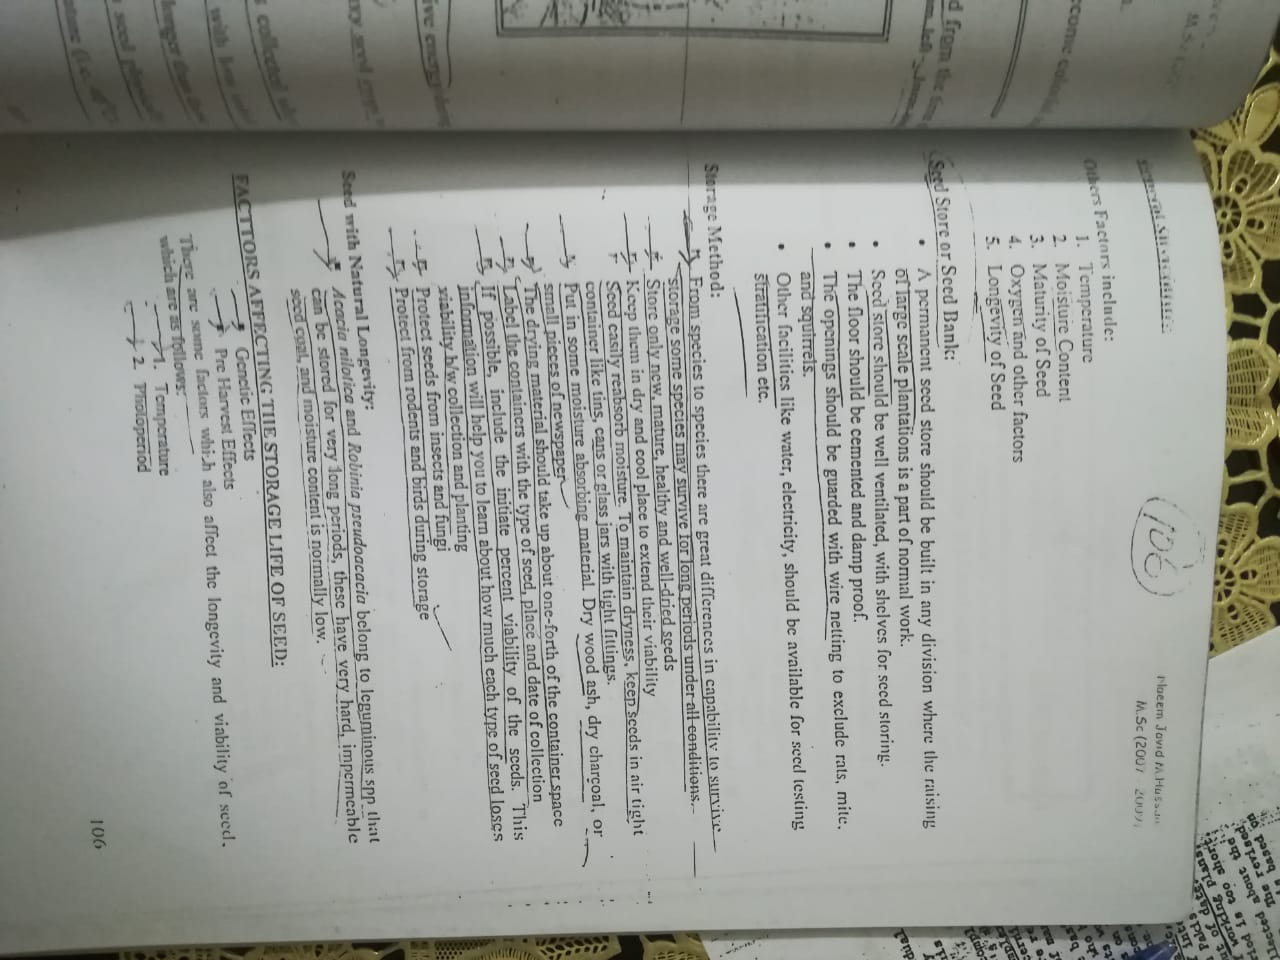 General Silviculture
Naeem Javid M. Hassani
M.Sc (2007 - 2009)
106
Others Factors include:
1. Temperature
2. Moisture Content
3. Maturity of Seed
4. Oxygen and other factors
5. Longevity of Seed
Seed Store or Seed Bank:
• A permanent seed store should be built in any division where the raising
of large scale plantations is a part of normal work.
• Seed store should be well ventilated, with shelves for seed storing.
• The floor should be cemented and damp proof.
• The openings should be guarded with wire netting to exclude rats, mite,
and squirrels.
• Other facilities like water, electricity, should be available for seed testing
stratification etc.
Storage Method:
From species to species there are great differences in capability to survive
storage some species may survive for long periods under all conditions.
Store only new, mature, healthy and well-dried seeds
Keep them in dry and cool place to extend their viability
Seed easily reabsorb moisture. To maintain dryness, keep seeds in air tight
container like tins, cans or glass jars with tight fittings.
Put in some moisture absorbing material. Dry wood ash, dry charcoal, or
small pieces of newspaper
The drying material should take up about one-forth of the container space
Label the containers with the type of seed, place and date of collection
if possible, include the initiate percent viability of the seeds. This
information will help you to learn about how much each type of seed loses
viability b/w collection and planting
Protect seeds from insects and fungi
Protect from rodents and birds during storage
Seed with Natural Longevity:
Acacia nilotica and Robinia pseudoacacia belong to leguminous spp that
can be stored for very long periods, these have very hard, impermeable
seed coat, and moisture content is normally low.
FACTTORS AFFECTING THE STORAGE LIFE OF SEED:
Genetic Effects
Pre Harvest Effects
There are some factors which also affect the longevity and viability of seed.
which are as follows:
1. Temperature
2. Photoperiod
106